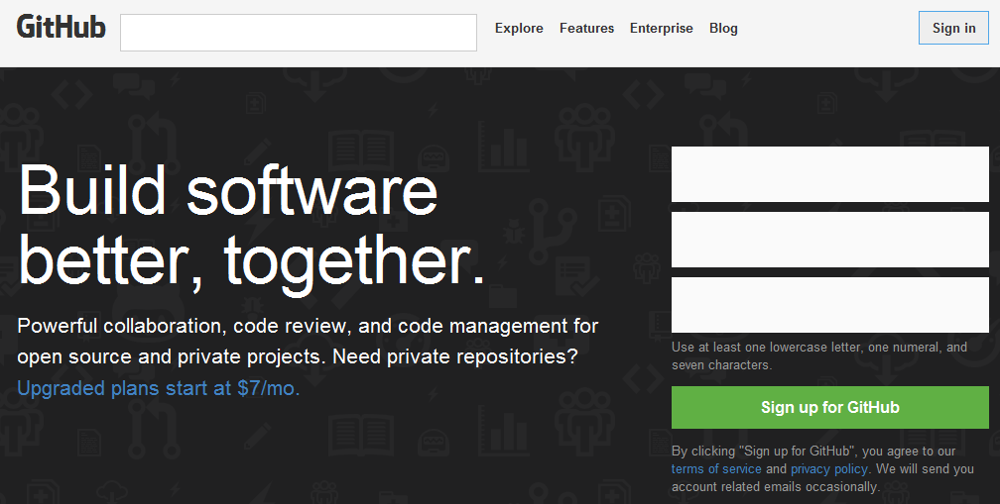 GitHub
Explore Features Enterprise Blog
Sign in
Build software
better, together.
Powerful collaboration, code review, and code management for
open source and private projects. Need private repositories?
Upgraded plans start at $7/mo.
Use at least one lowercase letter, one numeral, and
seven characters.
Sign up for GitHub
By clicking "Sign up for GitHub", you agree to our
terms of service and privacy policy. We will send you
account related emails occasionally.